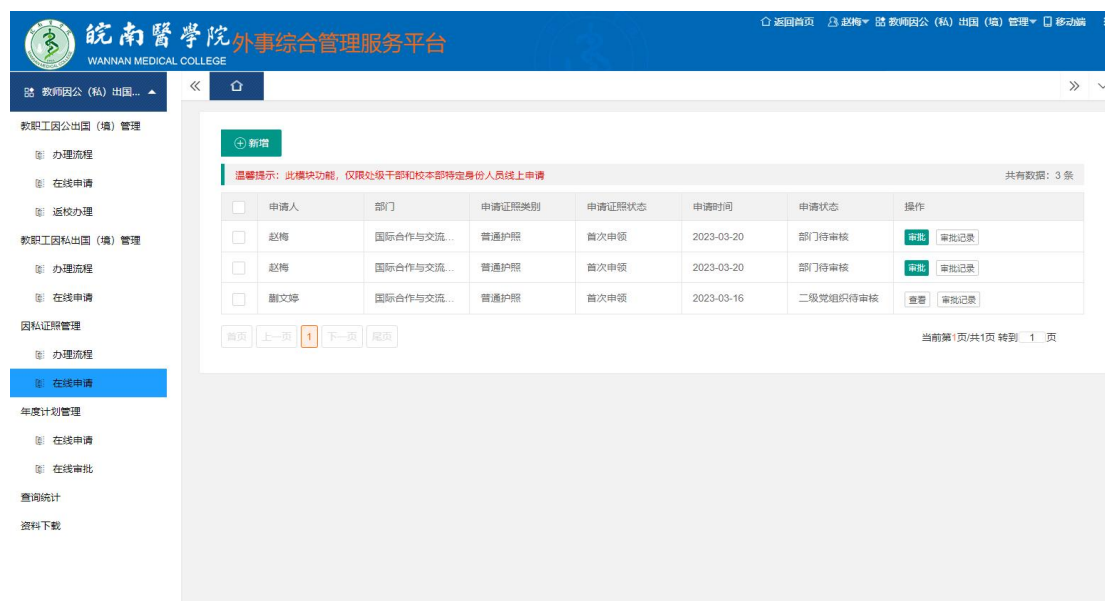 皖南醫學院
WANNAN MEDICAL COLLEGE
外事综合管理服务平台
返回首页 赵梅 教师因公（私）出国（境）管理 移动端
教师因公（私）出国...
教职工因公出国（境）管理
办理流程
在线申请
返校办理
教职工因私出国（境）管理
办理流程
在线申请
因私证照管理
办理流程
在线申请
年度计划管理
在线申请
在线审批
查询统计
资料下载
新增
温馨提示：此模块功能，仅限处级干部和校本部特定身份人员线上申请 共有数据：3 条
申请人 部门 申请证照类别 申请证照状态 申请时间 申请状态 操作
赵梅 国际合作与交流... 普通护照 首次申领 2023-03-20 部门待审核 审批 审批记录
赵梅 国际合作与交流... 普通护照 首次申领 2023-03-20 部门待审核 审批 审批记录
蒯文婷 国际合作与交流... 普通护照 首次申领 2023-03-16 二级党组织待审核 查看 审批记录
首页 上一页 1 下一页 尾页 当前第1页/共1页 转到 1 页